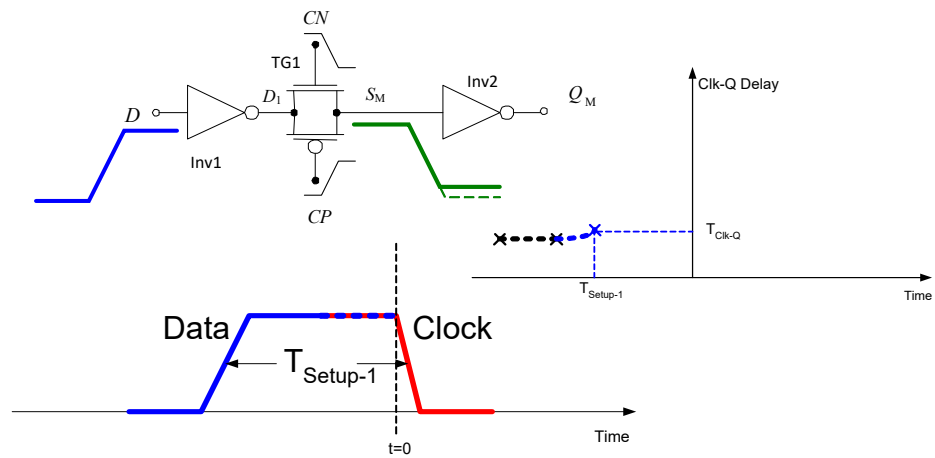 CN
TG1
Inv2
D
D1
SM
QM
Inv1
CP
Clk-Q Delay
TClk-Q
TSetup-1
Time
Data
Clock
TSetup-1
Time
t=0